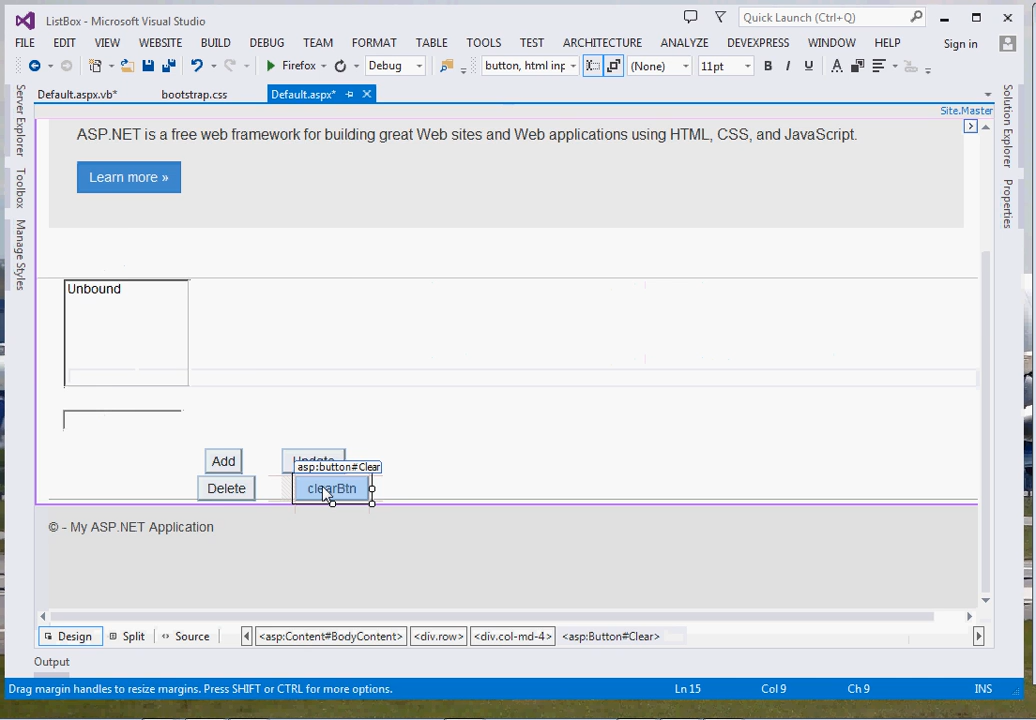 ListBox - Microsoft Visual Studio
Quick Launch (Ctrl+Q)
FILE EDIT VIEW WEBSITE BUILD DEBUG TEAM FORMAT TABLE TOOLS TEST ARCHITECTURE ANALYZE DEVEXPRESS WINDOW HELP Sign in
Firefox Debug button, html inp (None) 11pt B I U A
Default.aspx.vb* bootstrap.css Default.aspx*
Site.Master
Server Explorer
Toolbox
Manage Styles
Solution Explorer
Properties
ASP.NET is a free web framework for building great Web sites and Web applications using HTML, CSS, and JavaScript.
Learn more »
Unbound
Add Update
asp:button#Clear
Delete clearBtn
© - My ASP.NET Application
Design Split Source <asp:Content#BodyContent> <div.row> <div.col-md-4> <asp:Button#Clear>
Output
Drag margin handles to resize margins. Press SHIFT or CTRL for more options. Ln 15 Col 9 Ch 9 INS